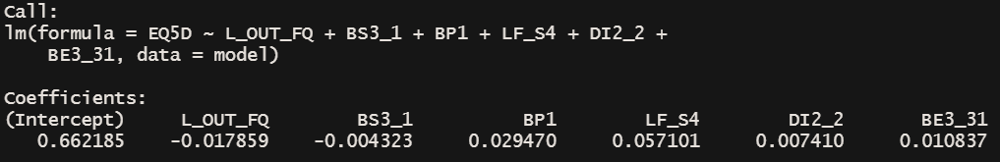 Call:
lm(formula = EQ5D ~ L_OUT_FQ + BS3_1 + BP1 + LF_S4 + DI2_2 +
    BE3_31, data = model)

Coefficients:
(Intercept)     L_OUT_FQ        BS3_1          BP1        LF_S4        DI2_2       BE3_31
   0.662185    -0.017859    -0.004323     0.029470     0.057101     0.007410     0.010837